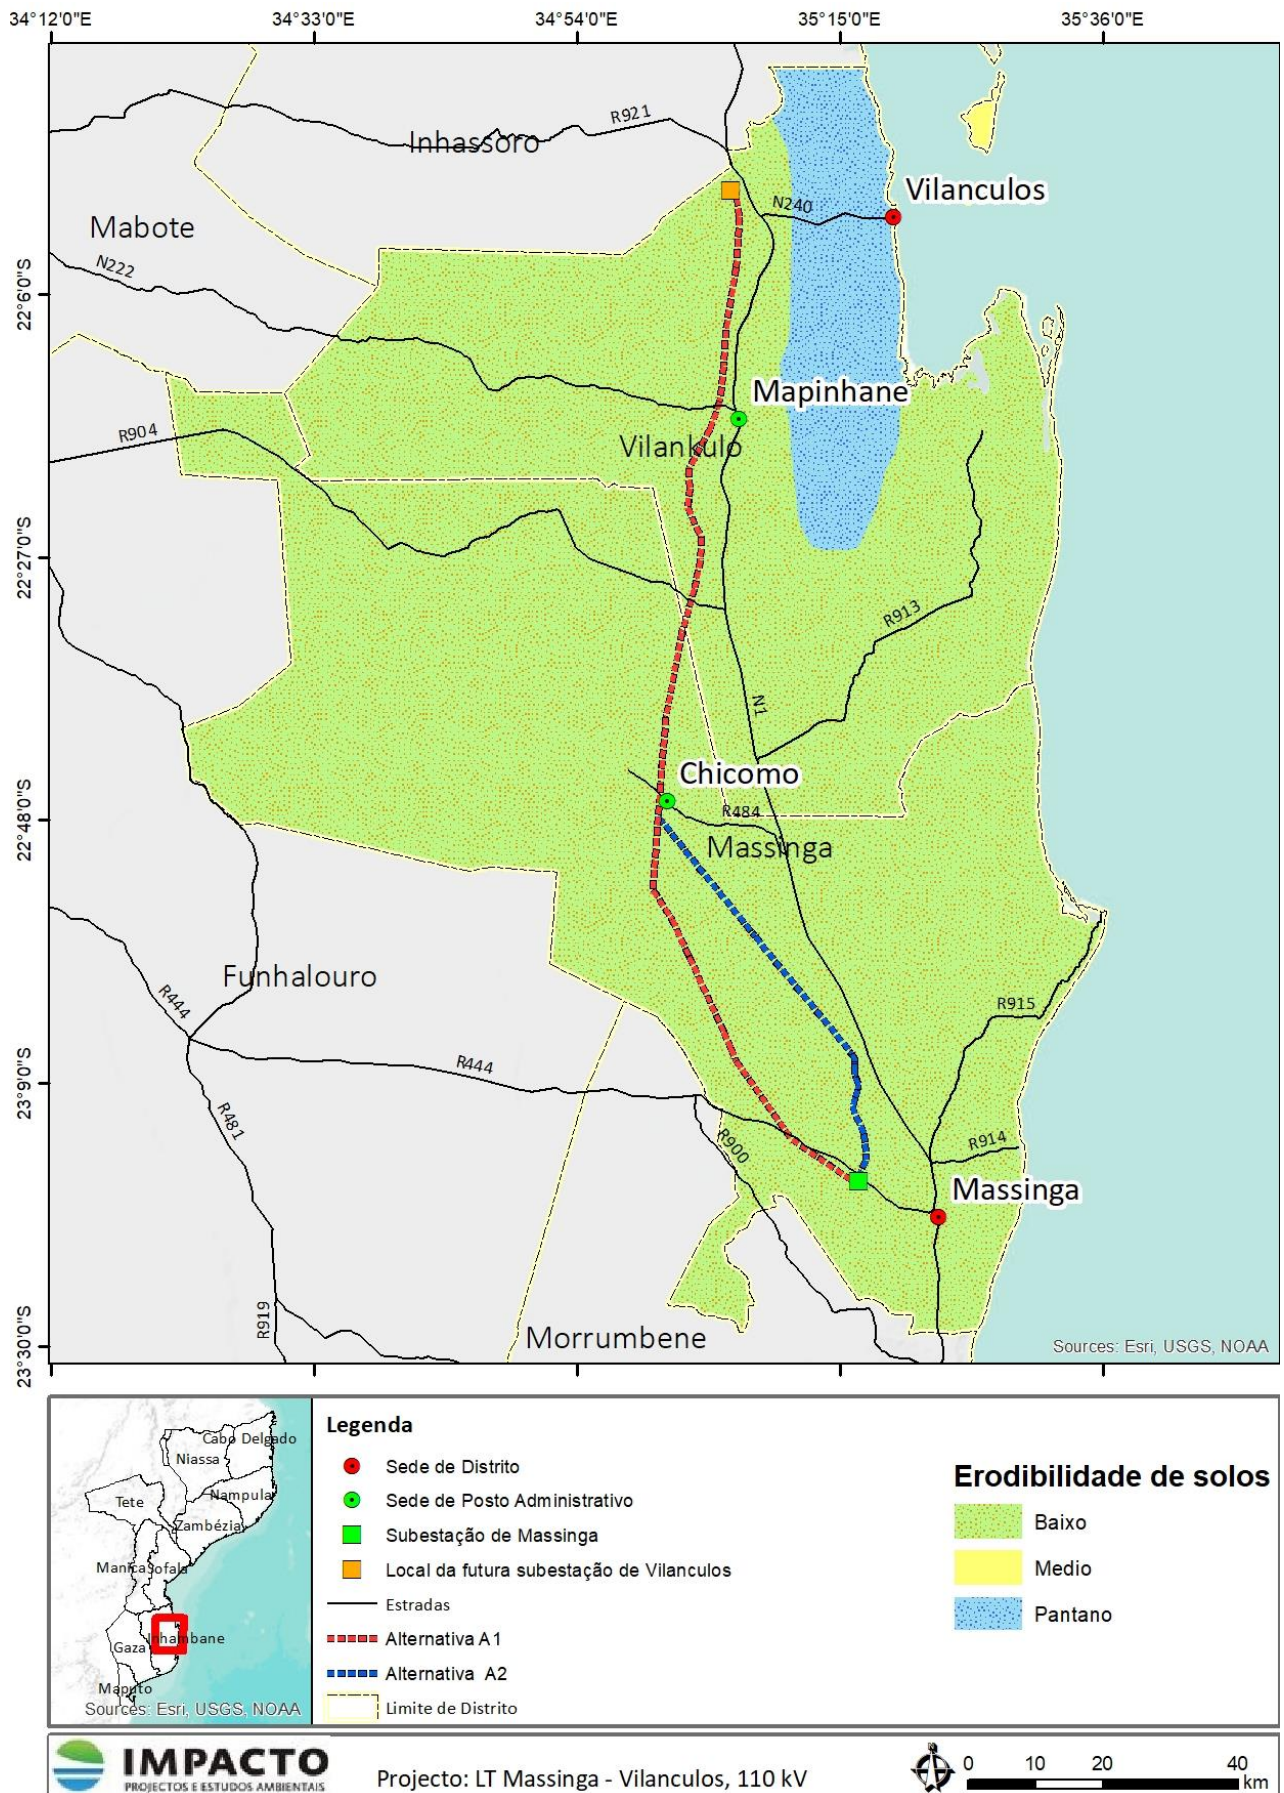 34°12'0"E 34°33'0"E 34°54'0"E 35°15'0"E 35°36'0"E
R921
Inhassoro
Vilanculos
N240
Mabote
N222
22°6'0"S
Mapinhane
R904
Vilankulo
22°27'0"S
R913
N1
Chicomo
R484
22°48'0"S
Massinga
Funhalouro
R444
R915
R444
23°9'0"S
R481
R900
R914
Massinga
R919
Morrumbene
23°30'0"S
Sources: Esri, USGS, NOAA
Cabo Delgado
Niassa
Tete
Nampula
Zambézia
Manica
Sofala
Inhambane
Gaza
Maputo
Sources: Esri, USGS, NOAA
Legenda
Sede de Distrito
Sede de Posto Administrativo
Subestação de Massinga
Local da futura subestação de Vilanculos
Estradas
Alternativa A1
Alternativa A2
Limite de Distrito
Erodibilidade de solos
Baixo
Medio
Pantano
IMPACTO
PROJECTOS E ESTUDOS AMBIENTAIS
Projecto: LT Massinga - Vilanculos, 110 kV
0 10 20 40
km